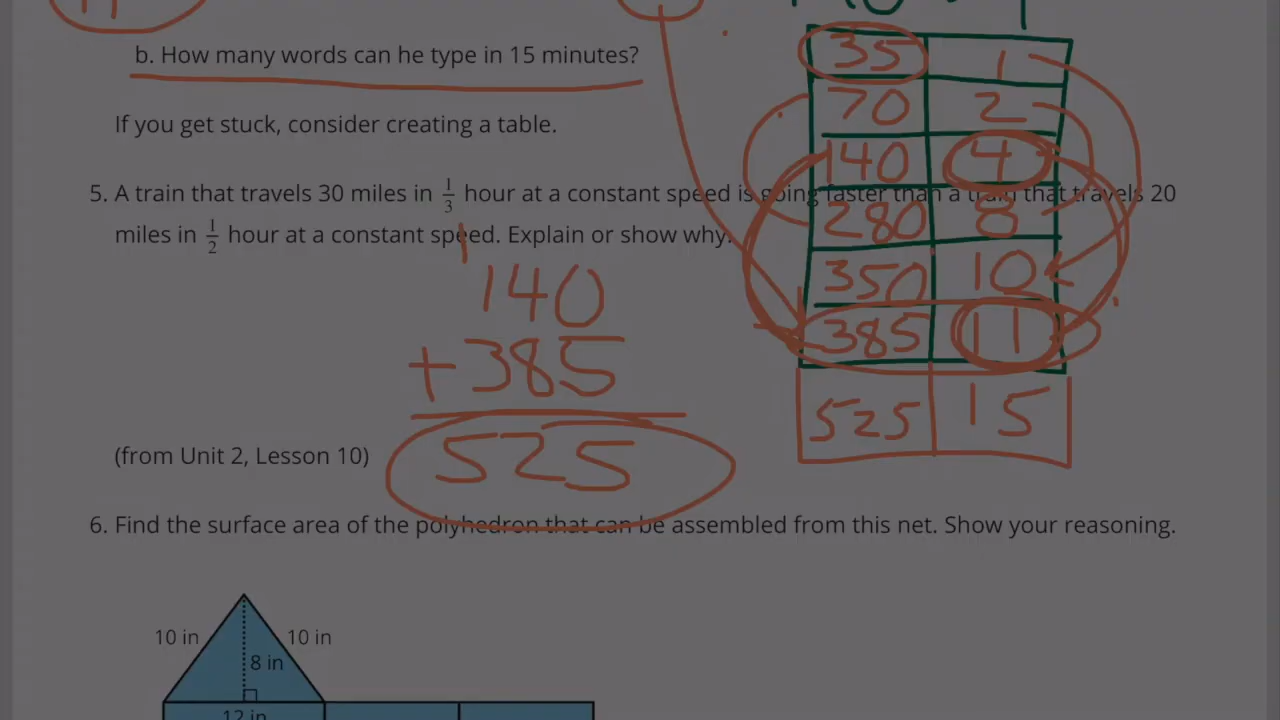 b. How many words can he type in 15 minutes?
If you get stuck, consider creating a table.
35 1
70 2
140 4
280 8
350 10
385 11
525 15
5. A train that travels 30 miles in 1/3 hour at a constant speed is going faster than a train that travels 20
miles in 1/2 hour at a constant speed. Explain or show why.
1
140
+385
525
(from Unit 2, Lesson 10)
6. Find the surface area of the polyhedron that can be assembled from this net. Show your reasoning.
10 in 10 in
8 in
12 in